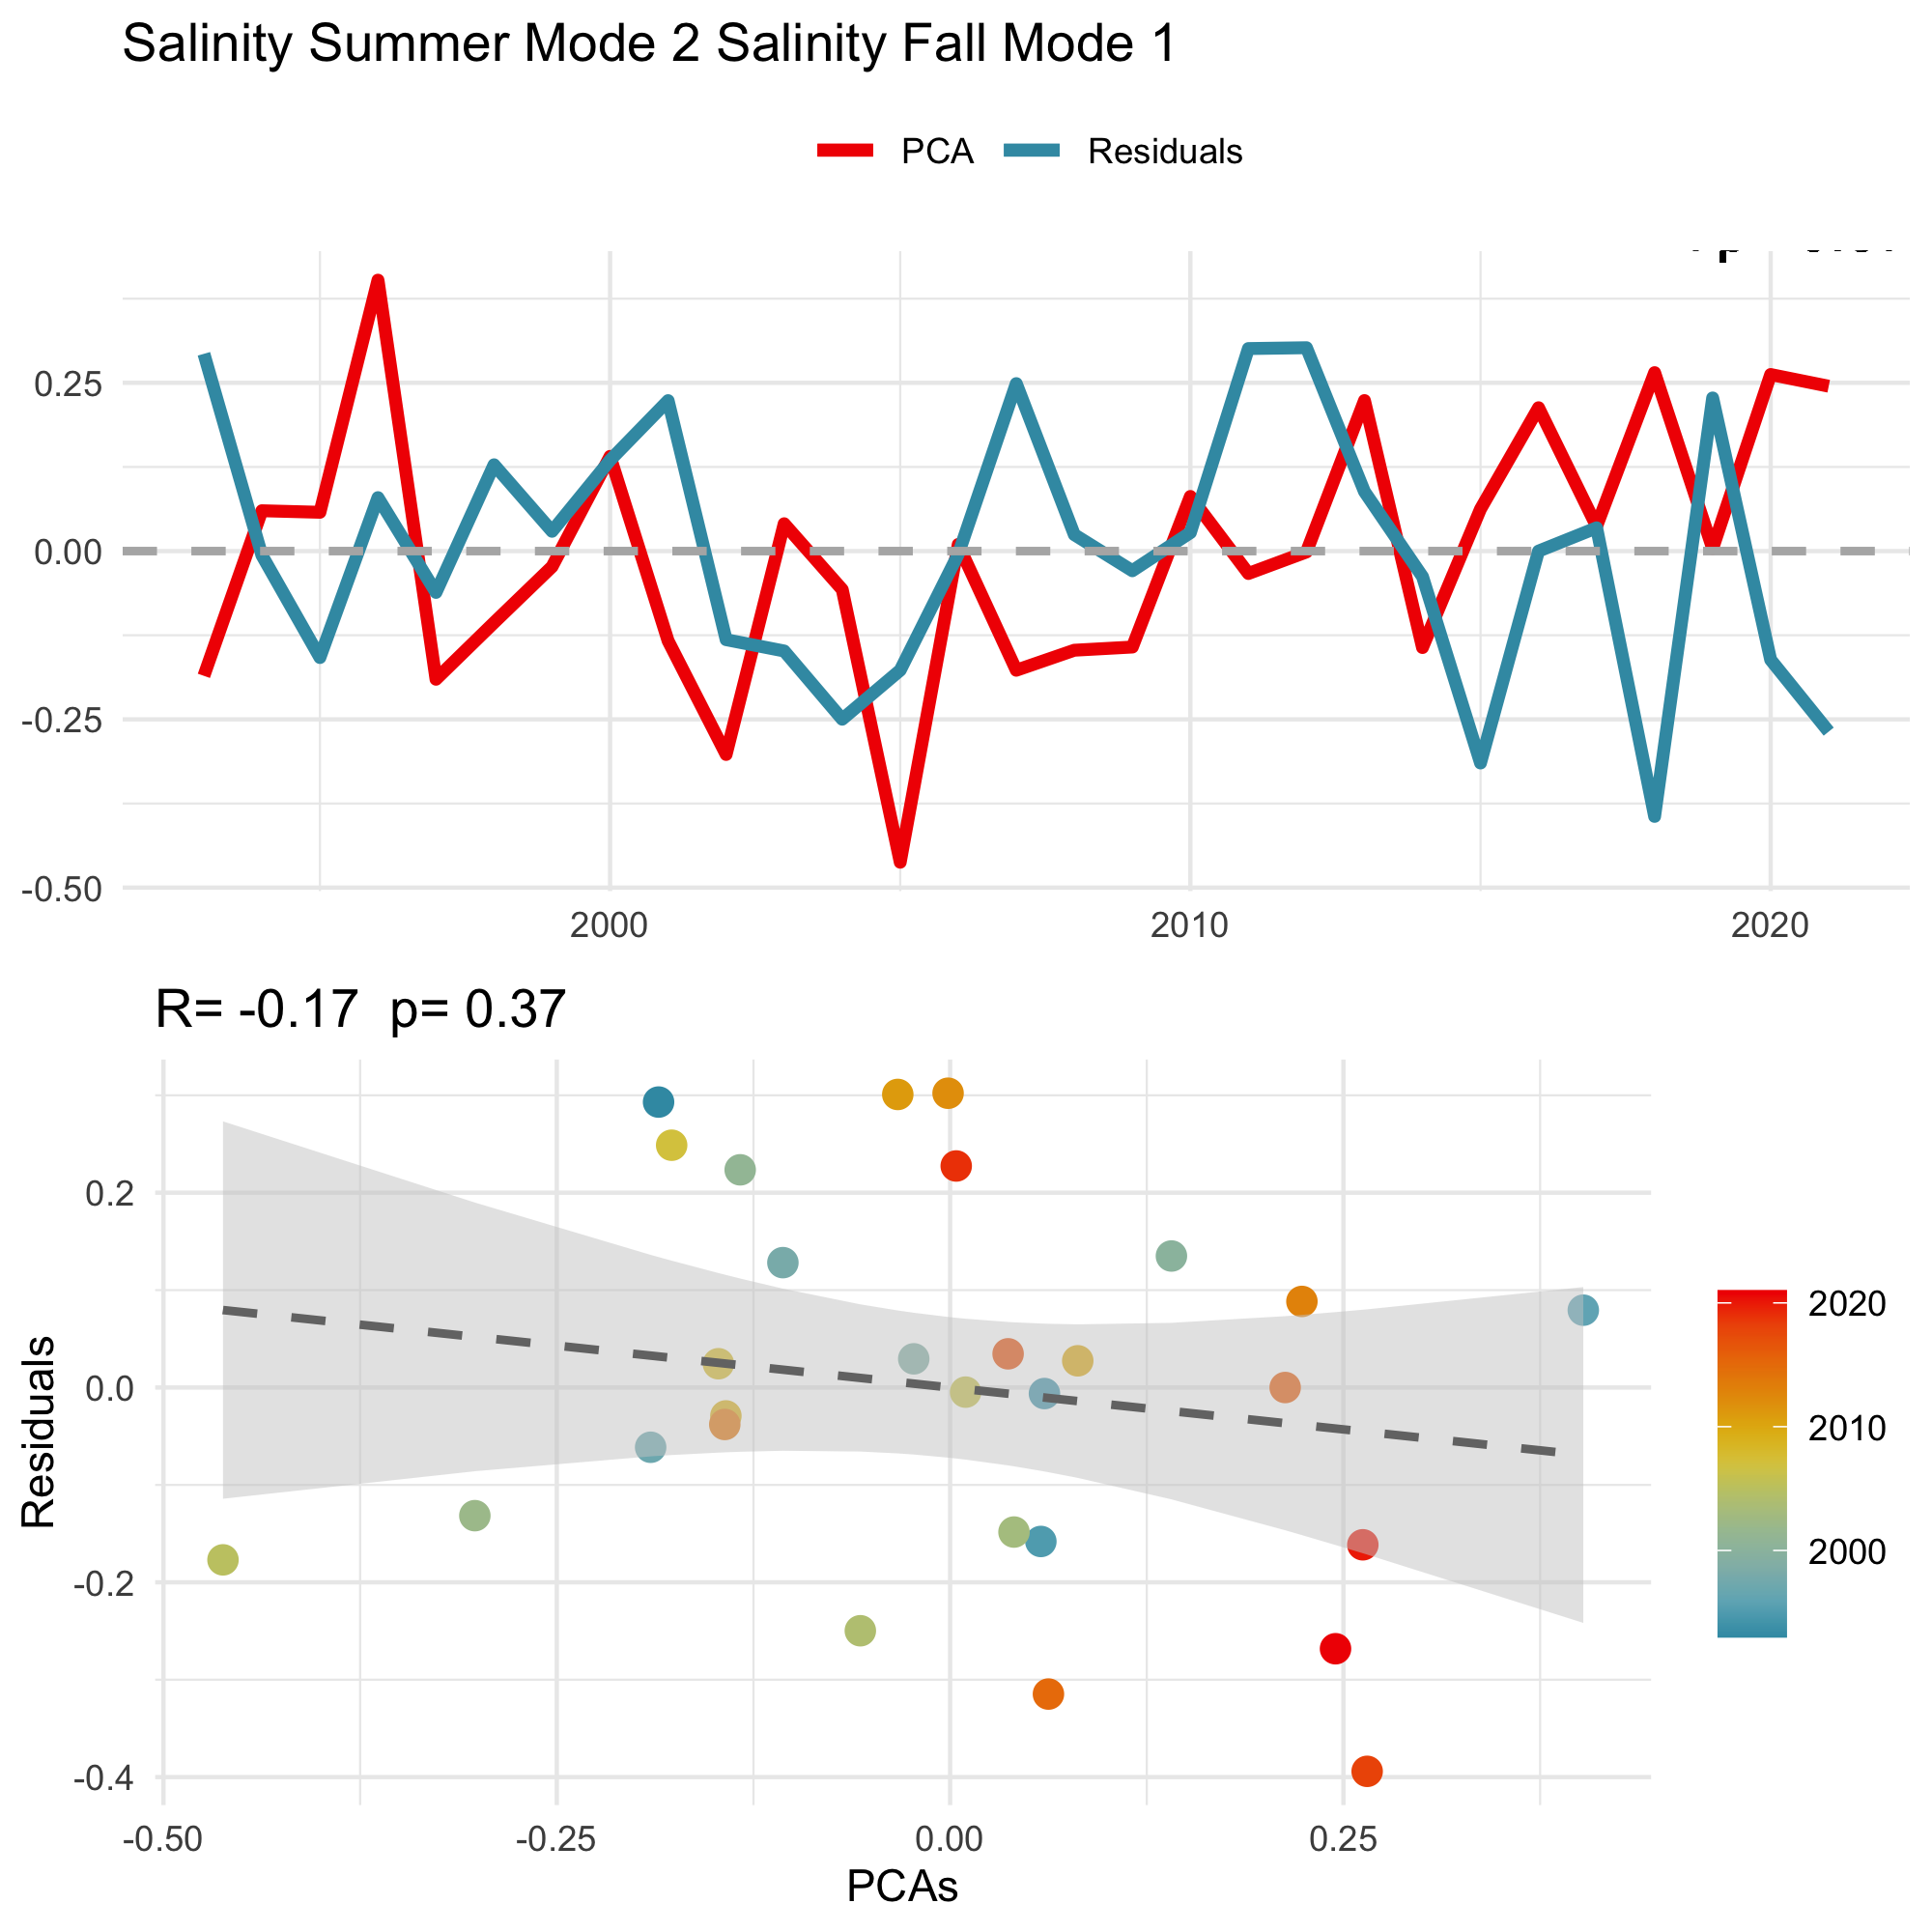 Salinity Summer Mode 2 Salinity Fall Mode 1
PCA Residuals
0.25
0.00
-0.25
-0.50
2000 2010 2020
R= -0.17 p= 0.37
Residuals
0.2
0.0
-0.2
-0.4
-0.50 -0.25 0.00 0.25
PCAs
2020
2010
2000